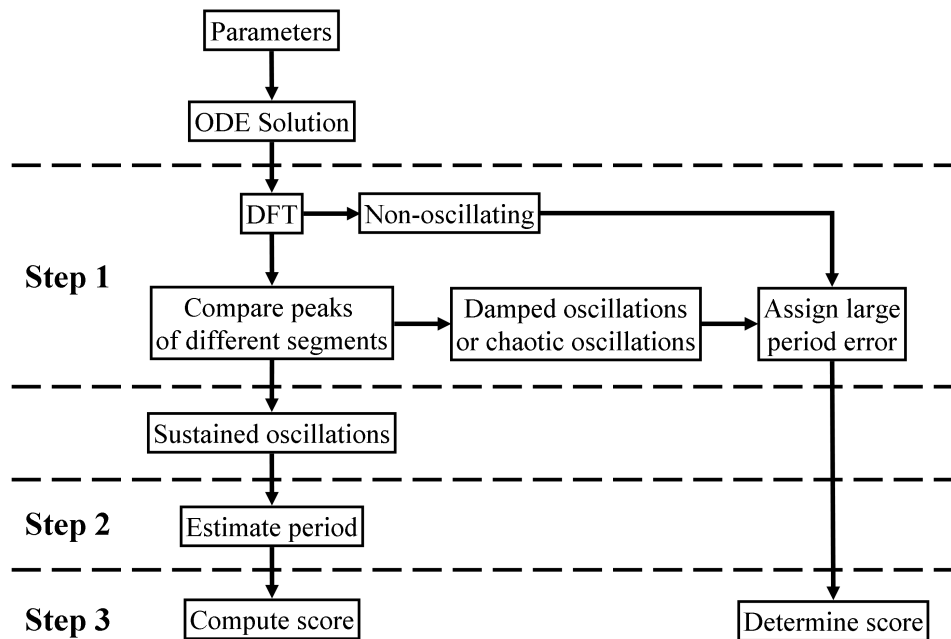 Parameters
ODE Solution
DFT
Non-oscillating
Step 1
Compare peaks
of different segments
Damped oscillations
or chaotic oscillations
Assign large
period error
Sustained oscillations
Step 2
Estimate period
Step 3
Compute score
Determine score